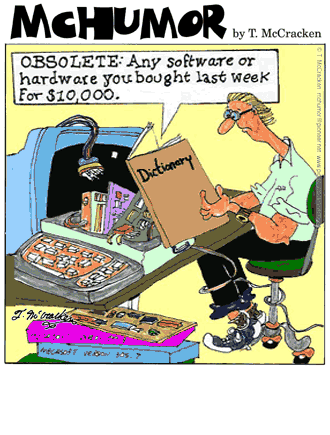 McHUMOR by T. McCracken
OBSOLETE: Any software or
hardware you bought last week
for $10,000.
Dictionary
T. McCracken